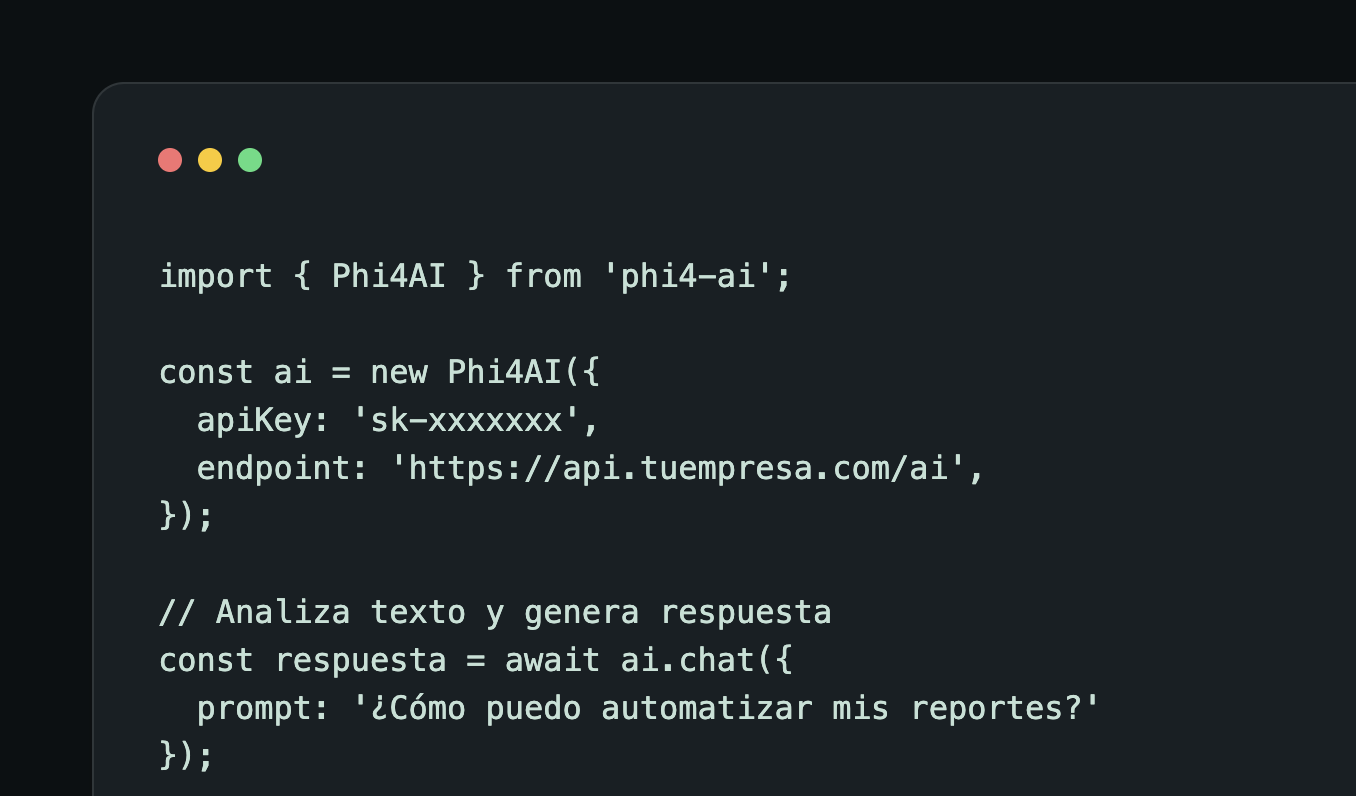 import { Phi4AI } from 'phi4-ai';
const ai = new Phi4AI({
  apiKey: 'sk-xxxxxxx',
  endpoint: 'https://api.tuempresa.com/ai',
});
// Analiza texto y genera respuesta
const respuesta = await ai.chat({
  prompt: '¿Cómo puedo automatizar mis reportes?'
});